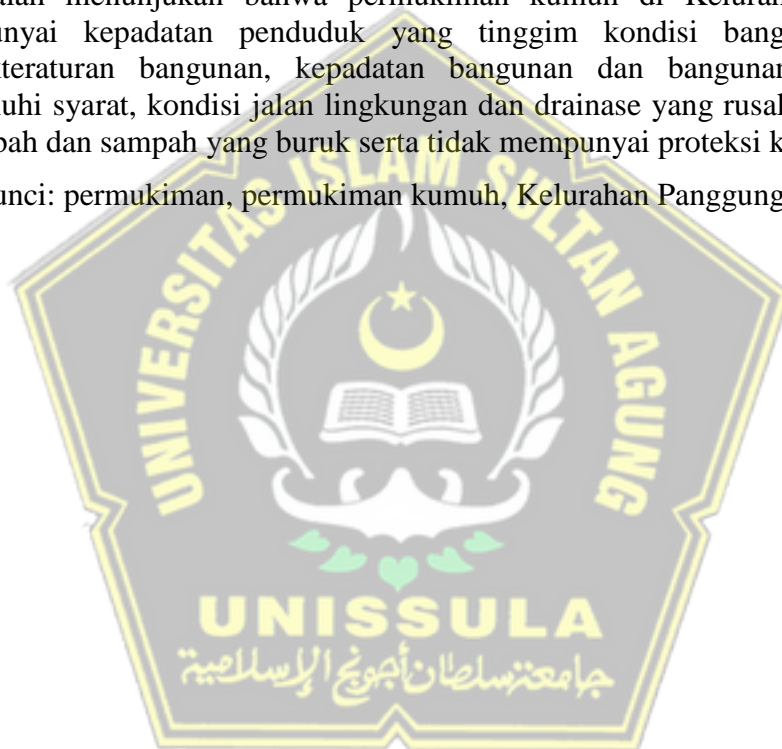 menunjukan bahwa permukiman kumuh di
kepadatan penduduk yang tinggim kondisi
bangunan, kepadatan bangunan dan
syarat, kondisi jalan lingkungan dan drainase yang
dan sampah yang buruk serta tidak mempunyai proteksi
permukiman, permukiman kumuh, Kelurahan Panggung
UNIVERSITAS ISLAM SULTAN AGUNG
UNISSULA
جامعة سلطان أجونج الإسلامية